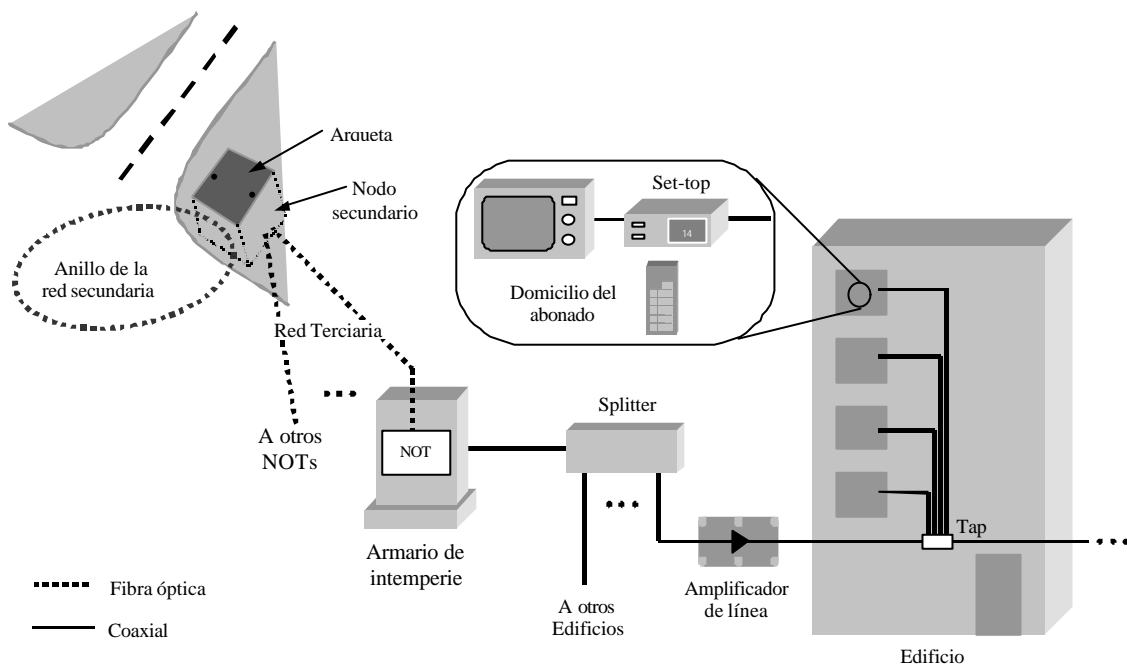 Arqueta
Nodo
secundario
Anillo de la
red secundaria
Red Terciaria
Set-top
14
Domicilio del
abonado
A otros
NOTs
NOT
Splitter
Armario de
intemperie
A otros
Edificios
Amplificador
de línea
Tap
Edificio
Fibra óptica
Coaxial